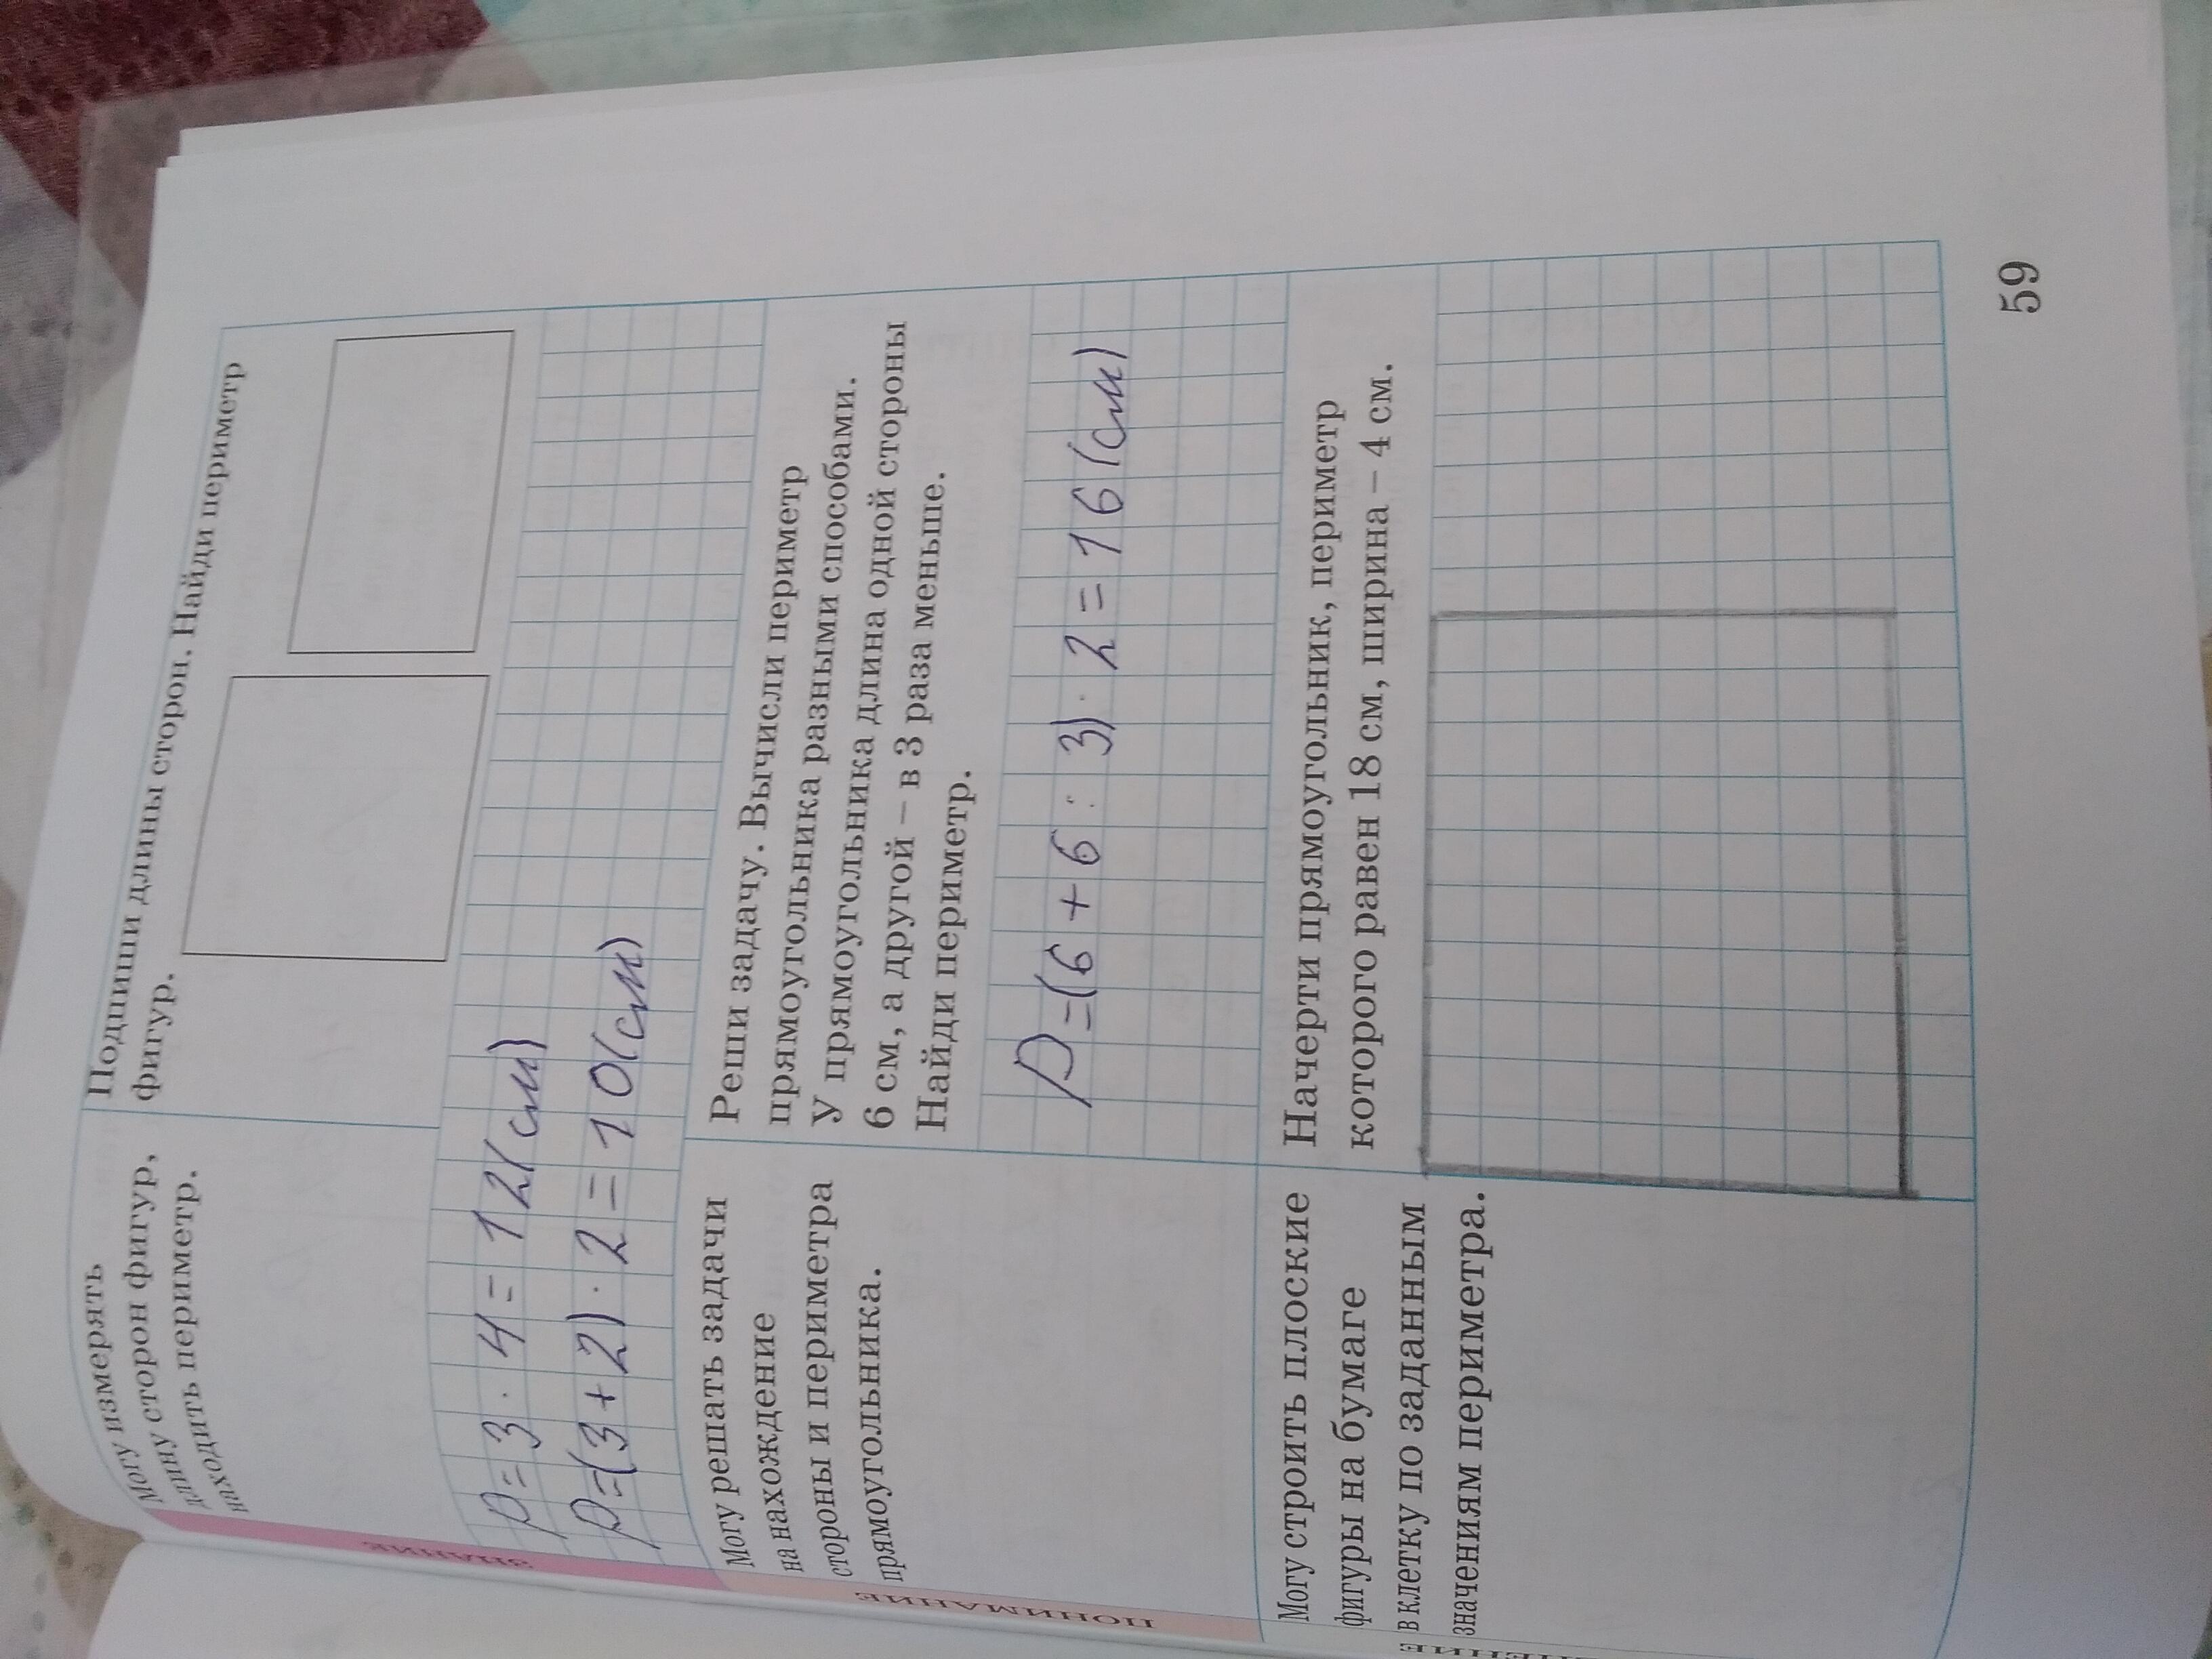 Могу измерять
длину сторон фигур,
находить периметр.
Подпиши длины сторон. Найди периметр
фигур.
P=3·4=12(см)
P=(3+2)·2=10(см)
ЗНАНИЕ
Могу решать задачи
на нахождение
стороны и периметра
прямоугольника.
Реши задачу. Вычисли периметр
прямоугольника разными способами.
У прямоугольника длина одной стороны
6 см, а другой – в 3 раза меньше.
Найди периметр.
P=(6+6:3)·2=16(см)
ПОНИМАНИЕ
Могу строить плоские
фигуры на бумаге
в клетку по заданным
значениям периметра.
Начерти прямоугольник, периметр
которого равен 18 см, ширина – 4 см.
59